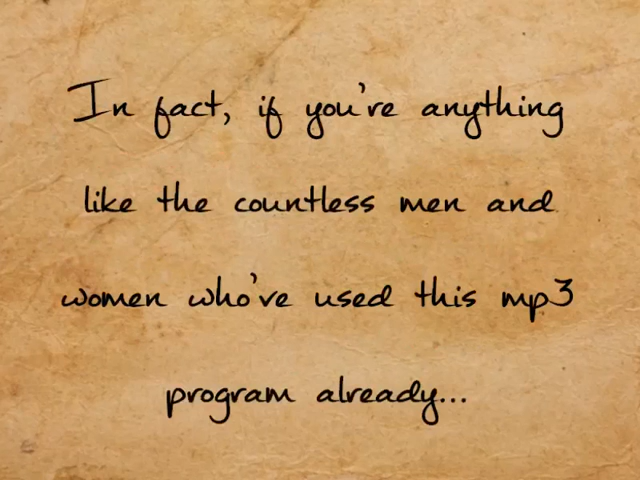 In fact, if you're anything
like the countless men and
women who've used this mp3
program already...